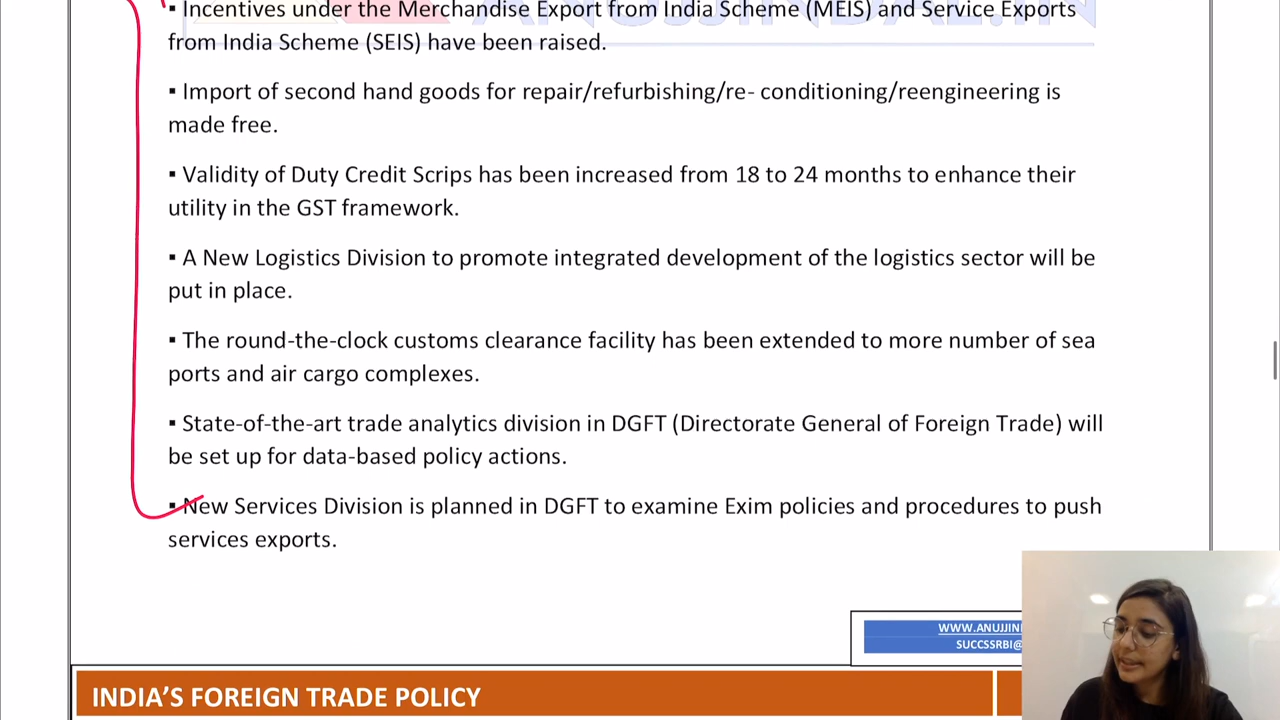 ▪ Incentives under the Merchandise Export from India Scheme (MEIS) and Service Exports
from India Scheme (SEIS) have been raised.
▪ Import of second hand goods for repair/refurbishing/re- conditioning/reengineering is
made free.
▪ Validity of Duty Credit Scrips has been increased from 18 to 24 months to enhance their
utility in the GST framework.
▪ A New Logistics Division to promote integrated development of the logistics sector will be
put in place.
▪ The round-the-clock customs clearance facility has been extended to more number of sea
ports and air cargo complexes.
▪ State-of-the-art trade analytics division in DGFT (Directorate General of Foreign Trade) will
be set up for data-based policy actions.
▪ New Services Division is planned in DGFT to examine Exim policies and procedures to push
services exports.
WWW.ANUJJIN
SUCCSSRBI@
INDIA'S FOREIGN TRADE POLICY